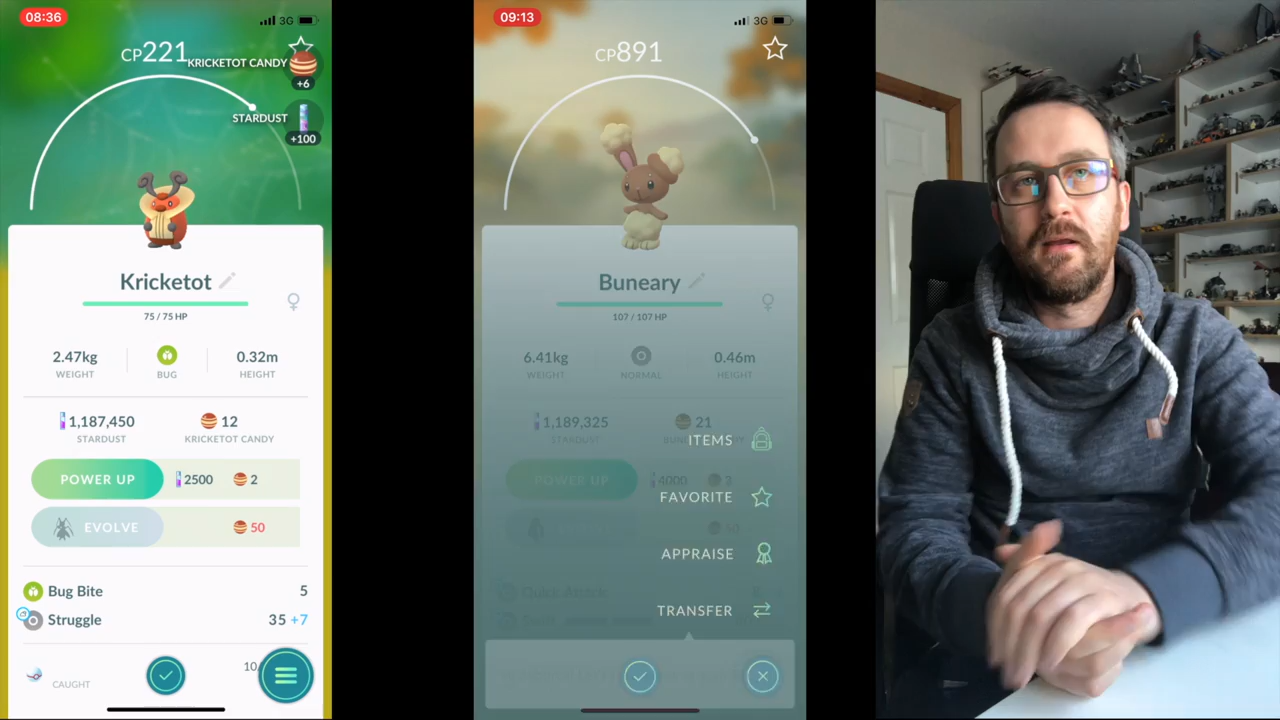 08:36
3G
CP221
KRICKETOT CANDY
+6
STARDUST
+100
Kricketot
75 / 75 HP
2.47kg
WEIGHT
BUG
0.32m
HEIGHT
1,187,450
STARDUST
12
KRICKETOT CANDY
POWER UP
2500
2
EVOLVE
50
Bug Bite
5
Struggle
35 +7
CAUGHT
10
09:13
3G
CP891
Buneary
107 / 107 HP
6.41kg
WEIGHT
NORMAL
0.46m
HEIGHT
1,189,325
STARDUST
21
ITEMS
POWER UP
4000
FAVORITE
APPRAISE
Quick Attack
TRANSFER